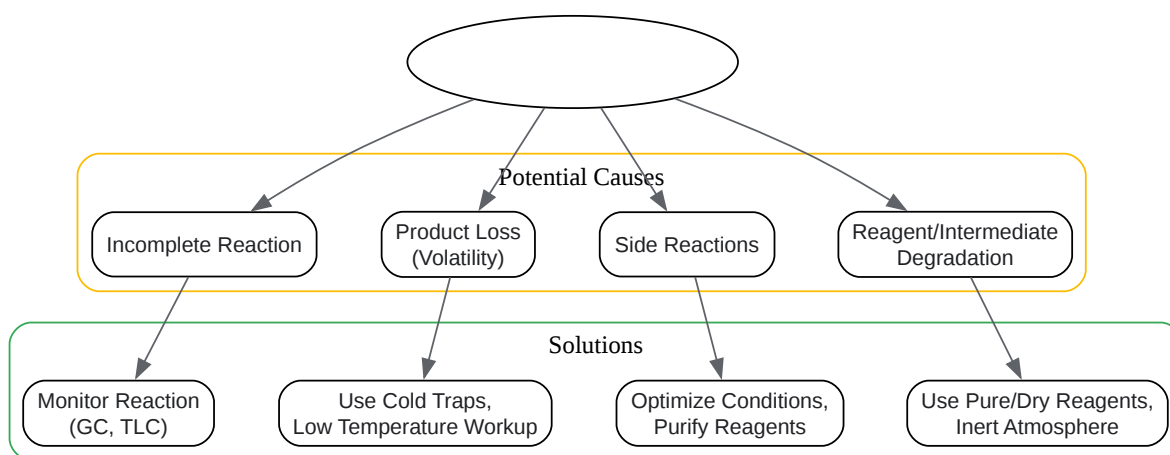 Potential Causes
Incomplete Reaction
Product Loss
(Volatility)
Side Reactions
Reagent/Intermediate
Degradation
Solutions
Monitor Reaction
(GC, TLC)
Use Cold Traps,
Low Temperature Workup
Optimize Conditions,
Purify Reagents
Use Pure/Dry Reagents,
Inert Atmosphere